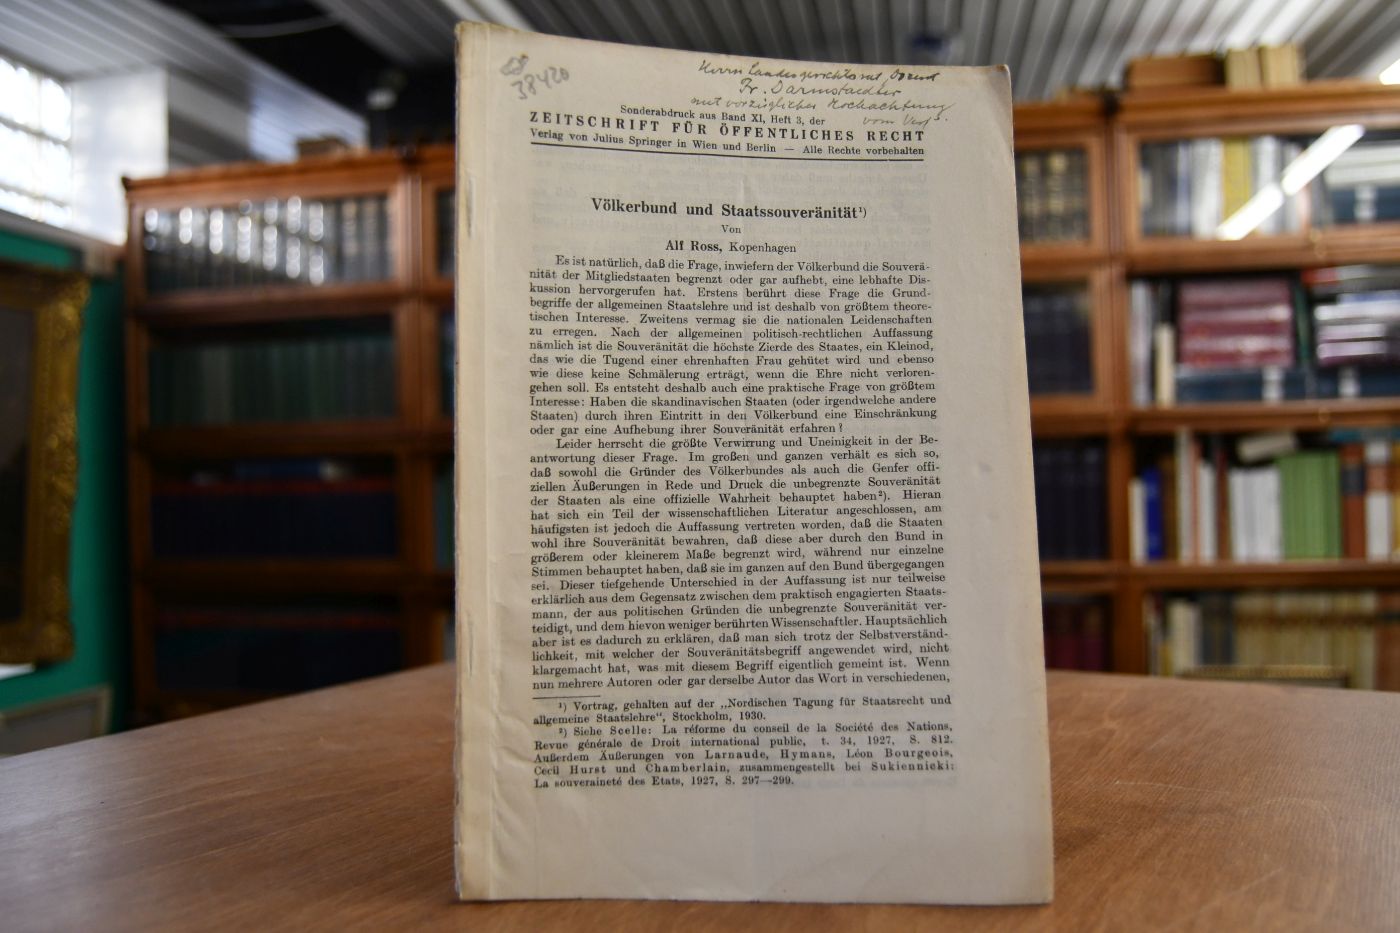 38420
Herrn Landesgerichtsrat, Dozent
Fr. Darmstaedter
mit vorzüglicher Hochachtung
vom Verf.
Sonderabdruck aus Band XI, Heft 3, der
ZEITSCHRIFT FÜR ÖFFENTLICHES RECHT
Verlag von Julius Springer in Wien und Berlin — Alle Rechte vorbehalten
Völkerbund und Staatssouveränität¹)
Von
Alf Ross, Kopenhagen
Es ist natürlich, daß die Frage, inwiefern der Völkerbund die Souverä-
nität der Mitgliedstaaten begrenzt oder gar aufhebt, eine lebhafte Dis-
kussion hervorgerufen hat. Erstens berührt diese Frage die Grund-
begriffe der allgemeinen Staatslehre und ist deshalb von größtem theore-
tischen Interesse. Zweitens vermag sie die nationalen Leidenschaften
zu erregen. Nach der allgemeinen politisch-rechtlichen Auffassung
nämlich ist die Souveränität die höchste Zierde des Staates, ein Kleinod,
das wie die Tugend einer ehrenhaften Frau gehütet wird und ebenso
wie diese keine Schmälerung erträgt, wenn die Ehre nicht verloren-
gehen soll. Es entsteht deshalb auch eine praktische Frage von größtem
Interesse: Haben die skandinavischen Staaten (oder irgendwelche andere
Staaten) durch ihren Eintritt in den Völkerbund eine Einschränkung
oder gar eine Aufhebung ihrer Souveränität erfahren?
Leider herrscht die größte Verwirrung und Uneinigkeit in der Be-
antwortung dieser Frage. Im großen und ganzen verhält es sich so,
daß sowohl die Gründer des Völkerbundes als auch die Genfer offi-
ziellen Äußerungen in Rede und Druck die unbegrenzte Souveränität
der Staaten als eine offizielle Wahrheit behauptet haben²). Hieran
hat sich ein Teil der wissenschaftlichen Literatur angeschlossen, am
häufigsten ist jedoch die Auffassung vertreten worden, daß die Staaten
wohl ihre Souveränität bewahren, daß diese aber durch den Bund in
größerem oder kleinerem Maße begrenzt wird, während nur einzelne
Stimmen behauptet haben, daß sie im ganzen auf den Bund übergegangen
sei. Dieser tiefgehende Unterschied in der Auffassung ist nur teilweise
erklärlich aus dem Gegensatz zwischen dem praktisch engagierten Staats-
mann, der aus politischen Gründen die unbegrenzte Souveränität ver-
teidigt, und dem hievon weniger berührten Wissenschaftler. Hauptsächlich
aber ist es dadurch zu erklären, daß man sich trotz der Selbstverständ-
lichkeit, mit welcher der Souveränitätsbegriff angewendet wird, nicht
klargemacht hat, was mit diesem Begriff eigentlich gemeint ist. Wenn
nun mehrere Autoren oder gar derselbe Autor das Wort in verschiedenen,
¹) Vortrag, gehalten auf der „Nordischen Tagung für Staatsrecht und
allgemeine Staatslehre“, Stockholm, 1930.
²) Siehe Scelle: La réforme du conseil de la Société des Nations,
Revue générale de Droit international public, t. 34, 1927, S. 812.
Außerdem Äußerungen von Larnaude, Hymans, Léon Bourgeois,
Cecil Hurst und Chamberlain, zusammengestellt bei Sukiennicki:
La souveraineté des Etats, 1927, S. 297—299.